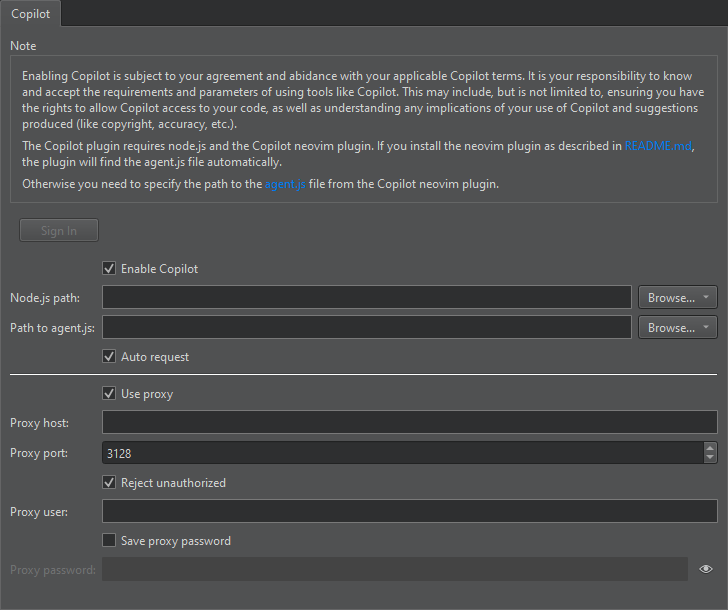 Copilot
Note
Enabling Copilot is subject to your agreement and abidance with your applicable Copilot terms. It is your responsibility to know
and accept the requirements and parameters of using tools like Copilot. This may include, but is not limited to, ensuring you have
the rights to allow Copilot access to your code, as well as understanding any implications of your use of Copilot and suggestions
produced (like copyright, accuracy, etc.).
The Copilot plugin requires node.js and the Copilot neovim plugin. If you install the neovim plugin as described in README.md,
the plugin will find the agent.js file automatically.
Otherwise you need to specify the path to the agent.js file from the Copilot neovim plugin.
Sign In
Enable Copilot
Node.js path: Browse...
Path to agent.js: Browse...
Auto request
Use proxy
Proxy host:
Proxy port: 3128
Reject unauthorized
Proxy user:
Save proxy password
Proxy password: